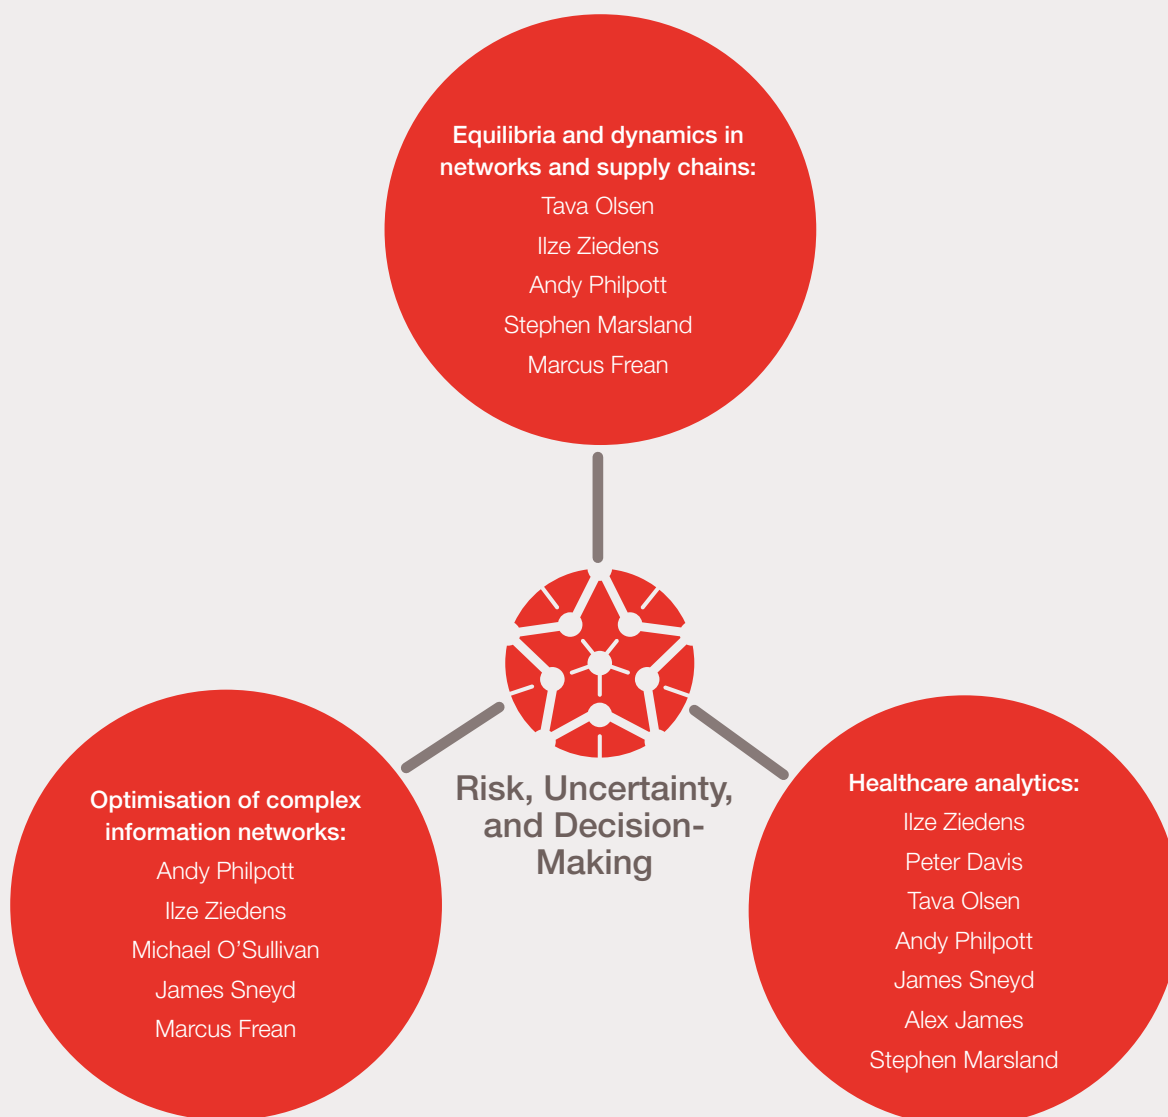 Equilibria and dynamics in
networks and supply chains:
Tava Olsen
Ilze Ziedens
Andy Philpott
Stephen Marsland
Marcus Frean
Risk, Uncertainty,
and Decision-
Making
Optimisation of complex
information networks:
Andy Philpott
Ilze Ziedens
Michael O’Sullivan
James Sneyd
Marcus Frean
Healthcare analytics:
Ilze Ziedens
Peter Davis
Tava Olsen
Andy Philpott
James Sneyd
Alex James
Stephen Marsland